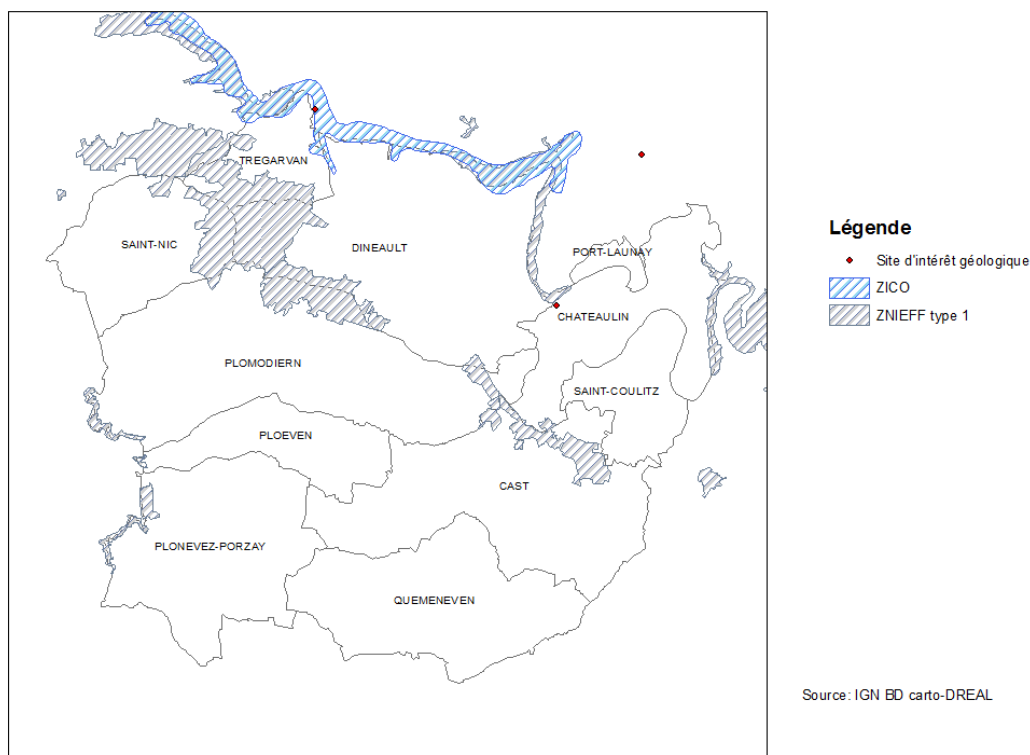 TREGARVAN
SAINT-NIC
DINEAULT
PORT-LAUNAY
CHATEAULIN
PLOMODIERN
SAINT-COULITZ
PLOEVEN
CAST
PLONEVEZ-PORZAY
QUEMENEVEN
Légende
Site d'intérêt géologique
ZICO
ZNIEFF type 1
Source: IGN BD carto-DREAL